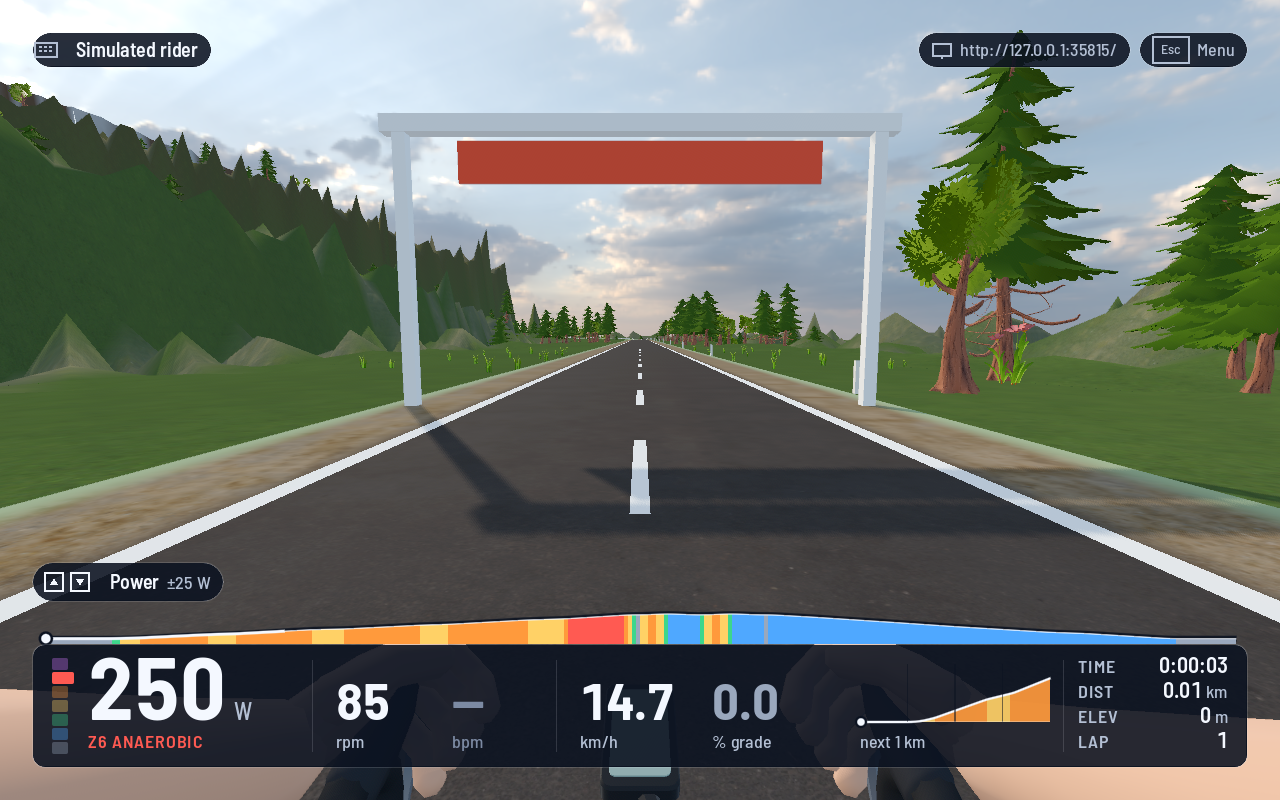 Simulated rider
http://127.0.0.1:35815/
Esc Menu
Power ±25 W
250 W
Z6 ANAEROBIC
85
rpm
—
bpm
14.7
km/h
0.0
% grade
next 1 km
TIME 0:00:03
DIST 0.01 km
ELEV 0 m
LAP 1